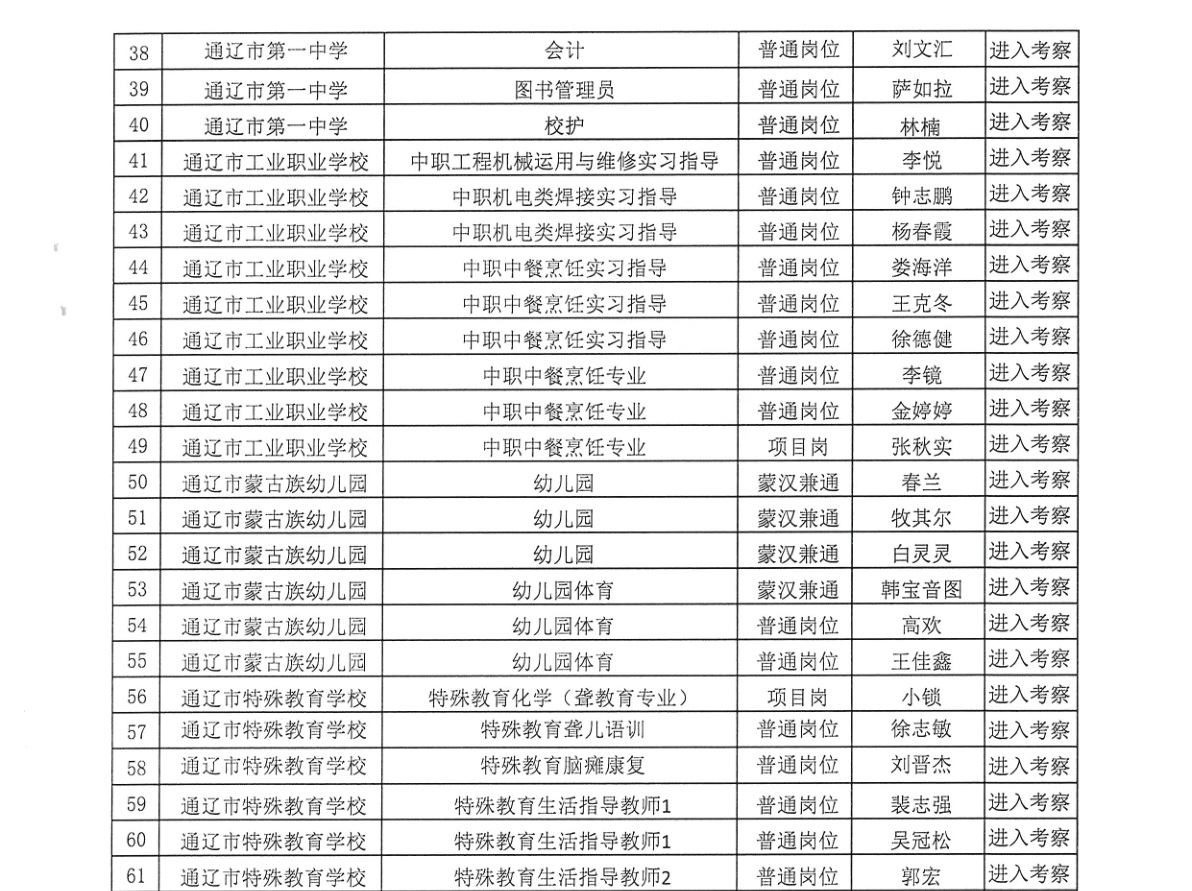 38 通辽市第一中学 会计 普通岗位 刘文汇 进入考察
39 通辽市第一中学 图书管理员 普通岗位 萨如拉 进入考察
40 通辽市第一中学 校护 普通岗位 林楠 进入考察
41 通辽市工业职业学校 中职工程机械运用与维修实习指导 普通岗位 李悦 进入考察
42 通辽市工业职业学校 中职机电类焊接实习指导 普通岗位 钟志鹏 进入考察
43 通辽市工业职业学校 中职机电类焊接实习指导 普通岗位 杨春霞 进入考察
44 通辽市工业职业学校 中职中餐烹饪实习指导 普通岗位 娄海洋 进入考察
45 通辽市工业职业学校 中职中餐烹饪实习指导 普通岗位 王克冬 进入考察
46 通辽市工业职业学校 中职中餐烹饪实习指导 普通岗位 徐德健 进入考察
47 通辽市工业职业学校 中职中餐烹饪专业 普通岗位 李镜 进入考察
48 通辽市工业职业学校 中职中餐烹饪专业 普通岗位 金婷婷 进入考察
49 通辽市工业职业学校 中职中餐烹饪专业 项目岗 张秋实 进入考察
50 通辽市蒙古族幼儿园 幼儿园 蒙汉兼通 春兰 进入考察
51 通辽市蒙古族幼儿园 幼儿园 蒙汉兼通 牧其尔 进入考察
52 通辽市蒙古族幼儿园 幼儿园 蒙汉兼通 白灵灵 进入考察
53 通辽市蒙古族幼儿园 幼儿园体育 蒙汉兼通 韩宝音图 进入考察
54 通辽市蒙古族幼儿园 幼儿园体育 普通岗位 高欢 进入考察
55 通辽市蒙古族幼儿园 幼儿园体育 普通岗位 王佳鑫 进入考察
56 通辽市特殊教育学校 特殊教育化学（聋教育专业） 项目岗 小锁 进入考察
57 通辽市特殊教育学校 特殊教育聋儿语训 普通岗位 徐志敏 进入考察
58 通辽市特殊教育学校 特殊教育脑瘫康复 普通岗位 刘晋杰 进入考察
59 通辽市特殊教育学校 特殊教育生活指导教师1 普通岗位 裴志强 进入考察
60 通辽市特殊教育学校 特殊教育生活指导教师1 普通岗位 吴冠松 进入考察
61 通辽市特殊教育学校 特殊教育生活指导教师2 普通岗位 郭宏 进入考察